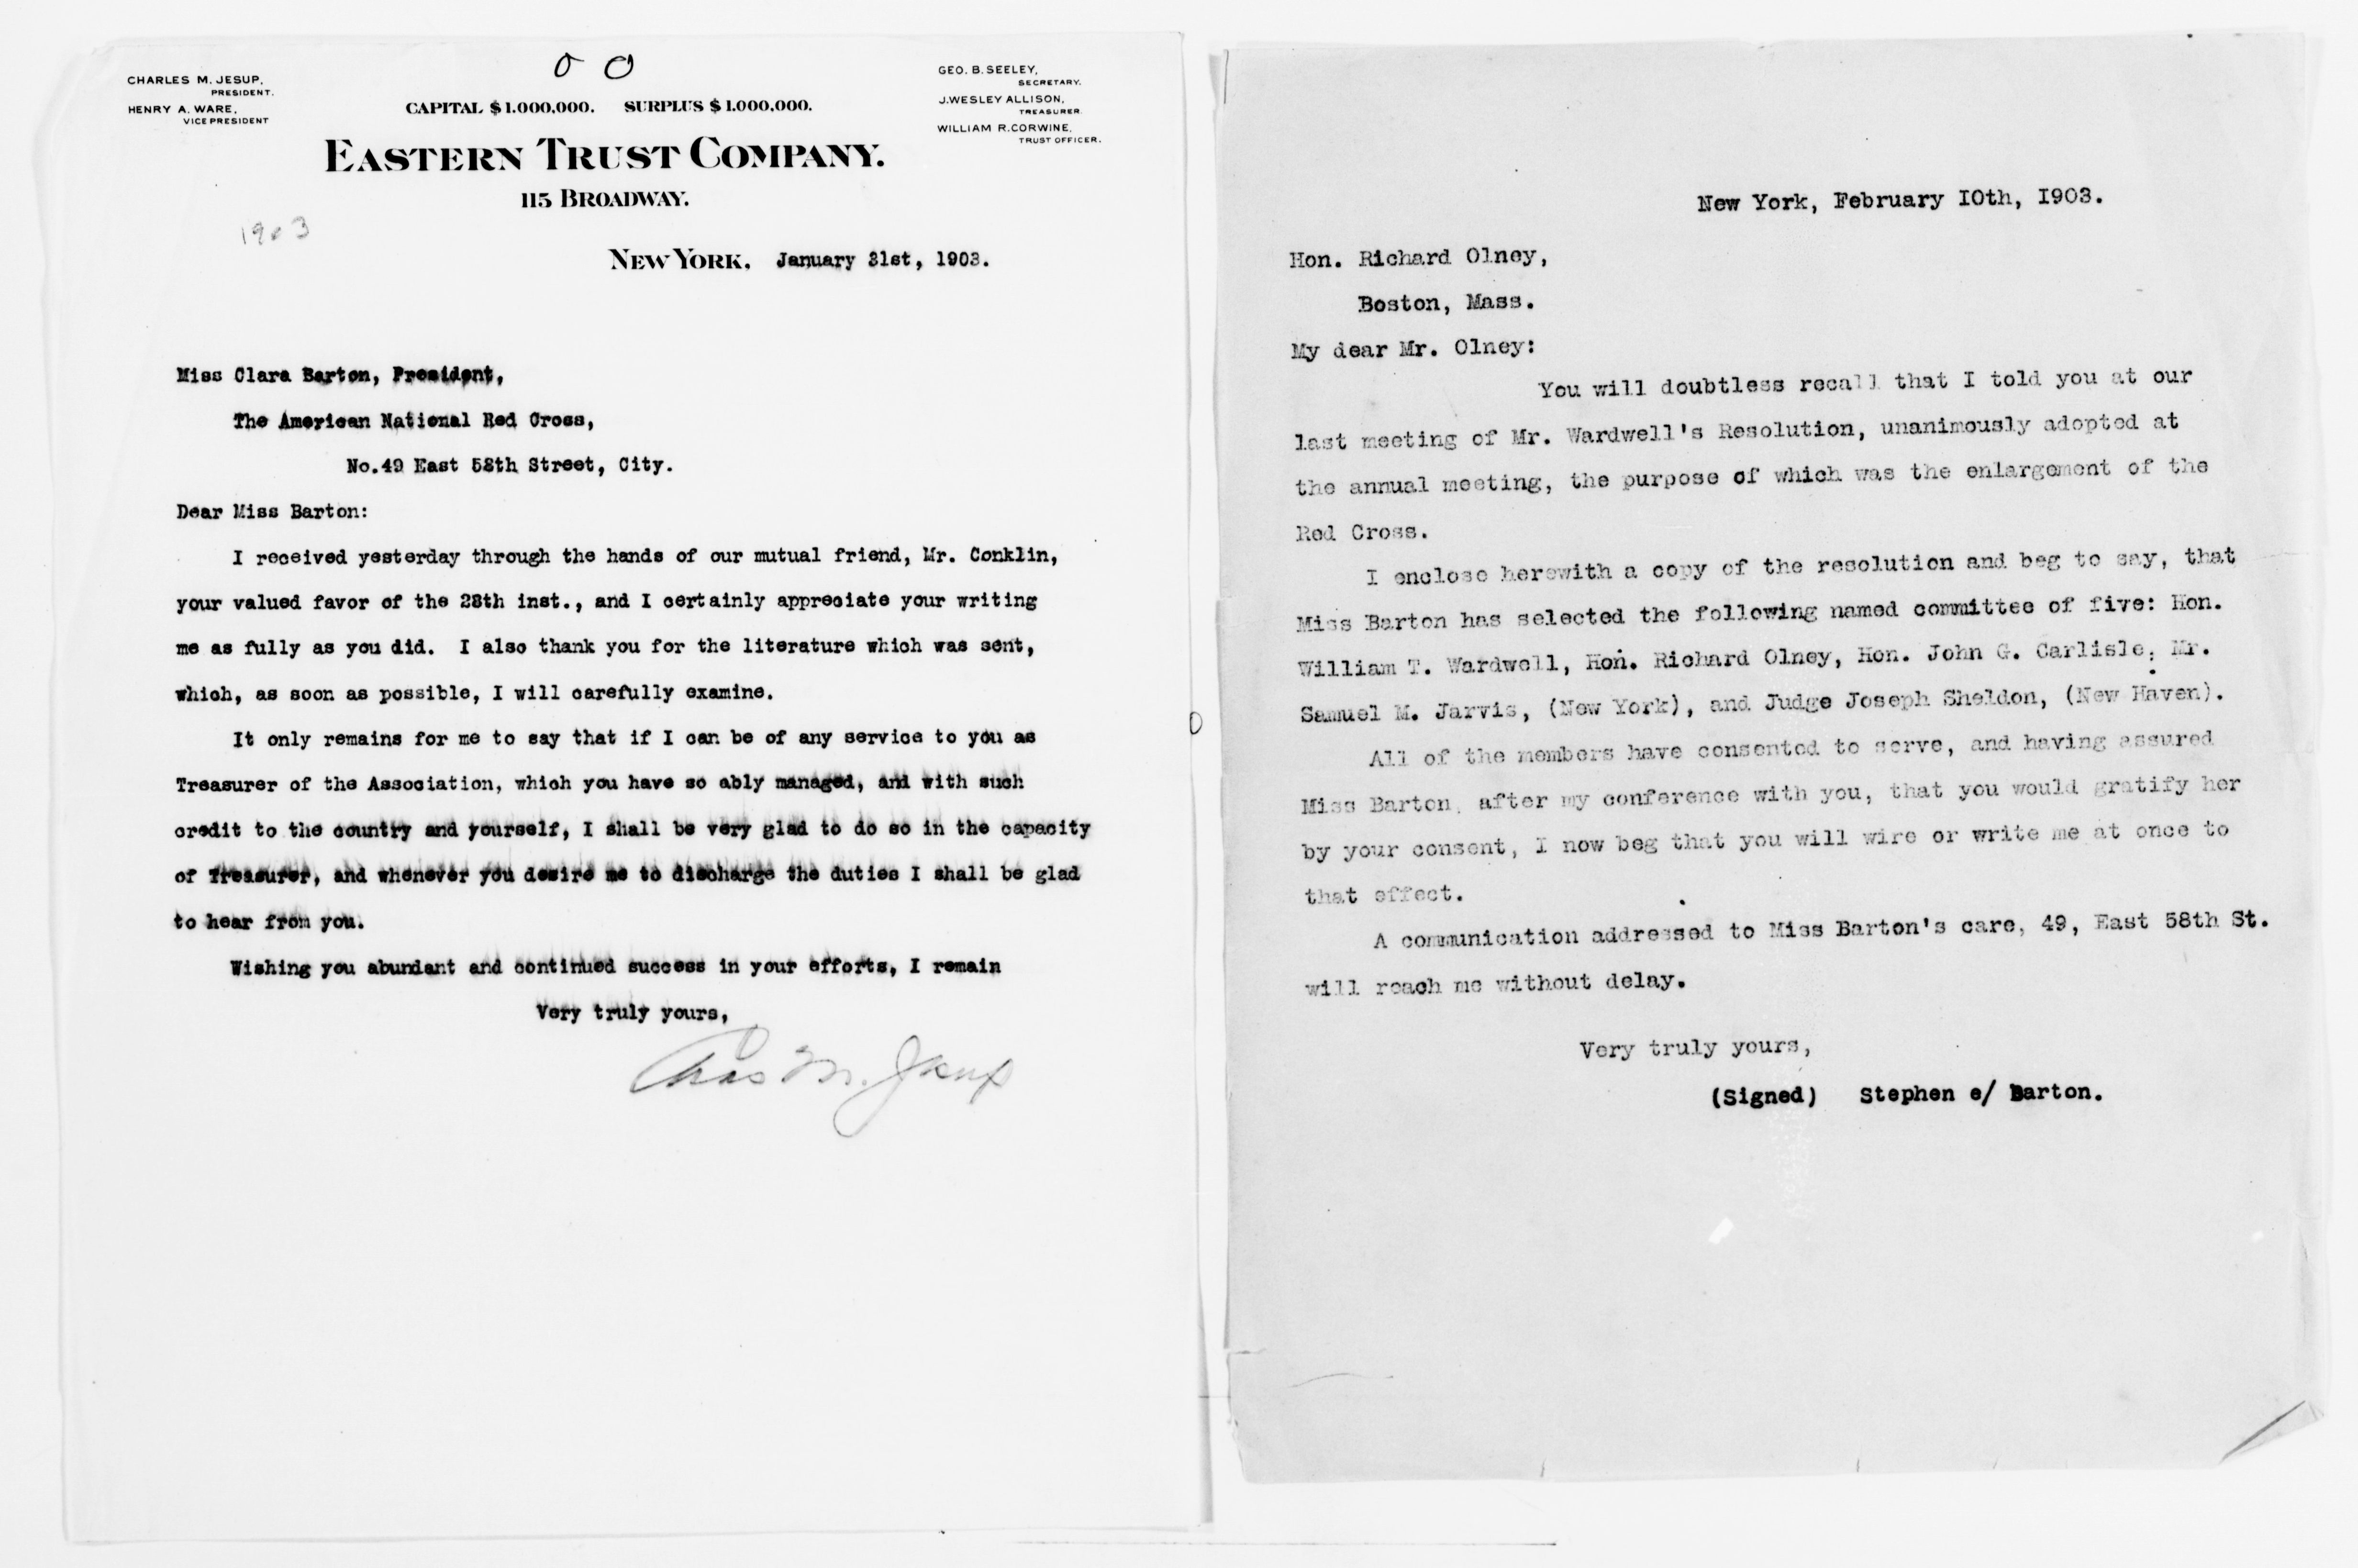 CHARLES M. JESUP,
PRESIDENT.
HENRY A. WARE,
VICE PRESIDENT
CAPITAL $1.000,000. SURPLUS $1.000,000.
GEO. B. SEELEY,
SECRETARY.
J. WESLEY ALLISON,
TREASURER.
WILLIAM R. CORWINE,
TRUST OFFICER.
EASTERN TRUST COMPANY.
115 BROADWAY.
1903
NEW YORK, January 31st, 1903.
Miss Clara Barton, President,
The American National Red Cross,
No.49 East 58th Street, City.
Dear Miss Barton:
I received yesterday through the hands of our mutual friend, Mr. Conklin,
your valued favor of the 28th inst., and I certainly appreciate your writing
me as fully as you did. I also thank you for the literature which was sent,
which, as soon as possible, I will carefully examine.
It only remains for me to say that if I can be of any service to you as
Treasurer of the Association, which you have so ably managed, and with such
credit to the country and yourself, I shall be very glad to do so in the capacity
of Treasurer, and whenever you desire me to discharge the duties I shall be glad
to hear from you.
Wishing you abundant and continued success in your efforts, I remain
Very truly yours,
Chas M. Jesup
New York, February 10th, 1903.
Hon. Richard Olney,
Boston, Mass.
My dear Mr. Olney:
You will doubtless recall that I told you at our
last meeting of Mr. Wardwell's Resolution, unanimously adopted at
the annual meeting, the purpose of which was the enlargement of the
Red Cross.
I enclose herewith a copy of the resolution and beg to say, that
Miss Barton has selected the following named committee of five: Hon.
William T. Wardwell, Hon. Richard Olney, Hon. John G. Carlisle, Mr.
Samuel M. Jarvis, (New York), and Judge Joseph Sheldon, (New Haven).
All of the members have consented to serve, and having assured
Miss Barton, after my conference with you, that you would gratify her
by your consent, I now beg that you will wire or write me at once to
that effect.
A communication addressed to Miss Barton's care, 49, East 58th St.
will reach me without delay.
Very truly yours,
(Signed) Stephen e/ Barton.